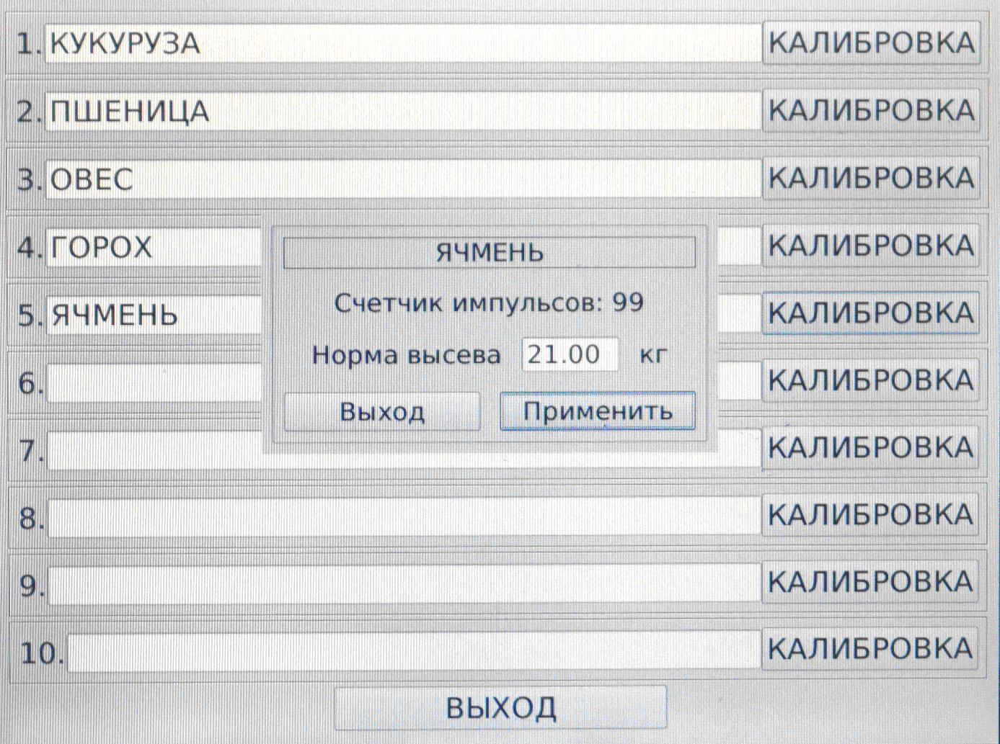 1. КУКУРУЗА КАЛИБРОВКА
2. ПШЕНИЦА КАЛИБРОВКА
3. ОВЕС КАЛИБРОВКА
4. ГОРОХ КАЛИБРОВКА
ЯЧМЕНЬ
Счетчик импульсов: 99
5. ЯЧМЕНЬ КАЛИБРОВКА
Норма высева 21.00 кг
6. КАЛИБРОВКА
Выход Применить
7. КАЛИБРОВКА
8. КАЛИБРОВКА
9. КАЛИБРОВКА
10. КАЛИБРОВКА
ВЫХОД